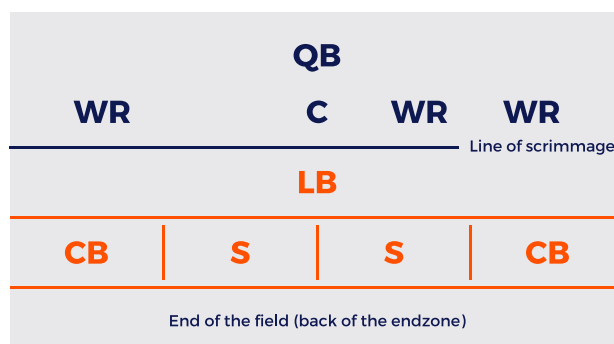 QB
WR C WR WR
Line of scrimmage
LB
CB S S CB
End of the field (back of the endzone)